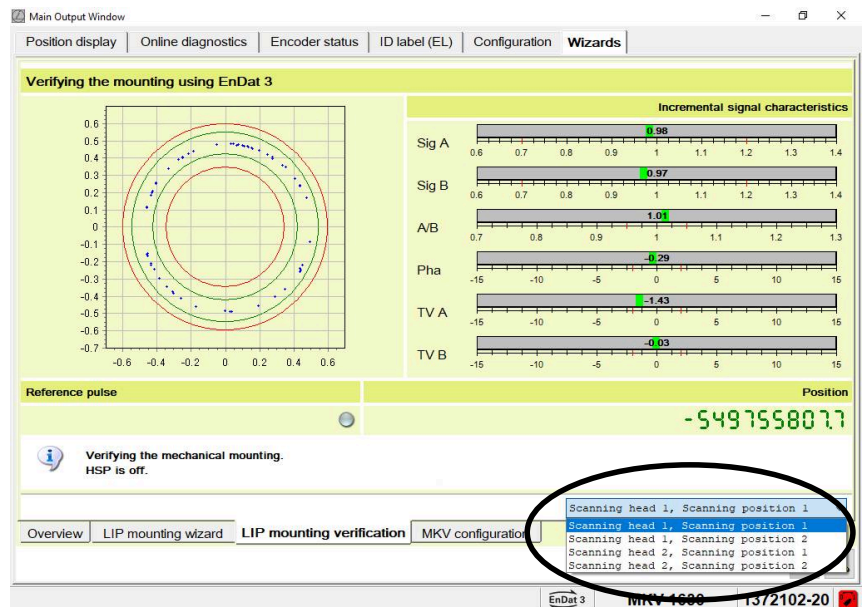 Main Output Window
Position display Online diagnostics Encoder status ID label (EL) Configuration Wizards
Verifying the mounting using EnDat 3
Incremental signal characteristics
0.6
0.6
0.4
0.3
0.2
0.1
0
-0.1
-0.2
-0.3
-0.4
-0.6
-0.6
-0.7
-0.6 -0.4 -0.2 0 0.2 0.4 0.6
Sig A 0.98
0.6 0.7 0.8 0.9 1 1.1 1.2 1.3 1.4
Sig B 0.97
0.6 0.7 0.8 0.9 1 1.1 1.2 1.3 1.4
A/B 1.01
0.7 0.8 0.9 1 1.1 1.2 1.3
Pha -0.29
-15 -10 -5 0 5 10 15
TV A -1.43
-15 -10 -5 0 5 10 15
TV B -0.03
-15 -10 -5 0 5 10 15
Reference pulse Position
-549755807.7
Verifying the mechanical mounting.
HSP is off.
Scanning head 1, Scanning position 1
Scanning head 1, Scanning position 1
Scanning head 1, Scanning position 2
Scanning head 2, Scanning position 1
Scanning head 2, Scanning position 2
Overview LIP mounting wizard LIP mounting verification MKV configuration
EnDat 3 MKV 1630 1372102-20